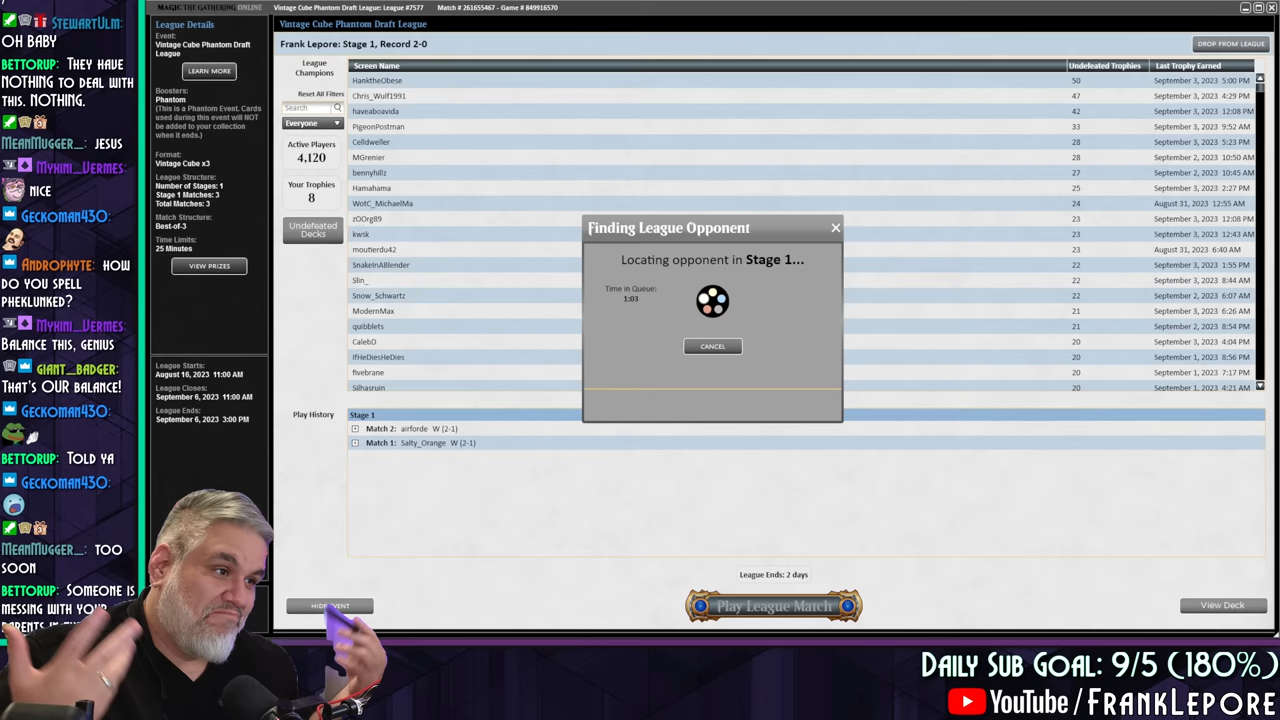 MAGIC THE GATHERING ONLINE
Vintage Cube Phantom Draft League: League #7577
Match # 261655467 - Game # 849916570
StewartUlm:
OH BABY
bettorup: They have
NOTHING to deal with
this. NOTHING.
MeanMugger_: JESUS
Myhini_Vermes:
NICE
Geckoman430:
Androphyte: how
do you spell
pheklunked?
Myhini_Vermes:
Balance this, genius
giant_badger:
That's OUR balance!
Geckoman430:
bettorup: Told ya
Geckoman430:
MeanMugger_: too
soon
bettorup: Someone is
messing with your
League Details
Event:
Vintage Cube Phantom Draft
League
LEARN MORE
Boosters:
Phantom
(This is a Phantom Event. Cards
used during this event will NOT
be added to your collection
when it ends.)
Format:
Vintage Cube x3
League Structure:
Number of Stages: 1
Stage 1 Matches: 3
Total Matches: 3
Match Structure:
Best-of-3
Time Limits:
25 Minutes
VIEW PRIZES
League Starts:
August 16, 2023 11:00 AM
League Closes:
September 6, 2023 11:00 AM
League Ends:
September 6, 2023 3:00 PM
Vintage Cube Phantom Draft League
Frank Lepore: Stage 1, Record 2-0
DROP FROM LEAGUE
League
Champions
Reset All Filters
Search
Everyone
Active Players
4,120
Your Trophies
8
Undefeated
Decks
Screen Name Undefeated Trophies Last Trophy Earned
HanktheObese 50 September 3, 2023 5:00 PM
Chris_Wulf1991 47 September 3, 2023 4:29 PM
haveaboavida 42 September 3, 2023 12:08 PM
PigeonPostman 33 September 3, 2023 9:52 AM
Celldweller 28 September 3, 2023 5:23 PM
MGrenier 28 September 2, 2023 10:50 AM
bennyhillz 27 September 2, 2023 10:45 AM
Hamahama 25 September 3, 2023 2:27 PM
WotC_MichaelMa 24 August 31, 2023 12:55 AM
zOOrg89 23 September 3, 2023 12:08 PM
kwsk 23 September 3, 2023 12:43 AM
moutierdu42 23 August 31, 2023 6:40 AM
SnakeInABlender 22 September 3, 2023 1:55 PM
Slin_ 22 September 3, 2023 8:44 AM
Snow_Schwartz 22 September 2, 2023 6:07 AM
ModernMax 21 September 3, 2023 6:26 AM
quibblets 21 September 2, 2023 8:54 PM
CalebD 20 September 3, 2023 4:04 PM
IfHeDiesHeDies 20 September 1, 2023 8:56 PM
fivebrane 20 September 1, 2023 7:17 PM
Silhasruin 20 September 1, 2023 4:21 AM
Finding League Opponent
Locating opponent in Stage 1...
Time in Queue:
1:03
CANCEL
Play History
Stage 1
Match 2: airforde W (2-1)
Match 1: Salty_Orange W (2-1)
League Ends: 2 days
Play League Match
View Deck
Daily Sub Goal: 9/5 (180%)
YouTube/FrankLepore